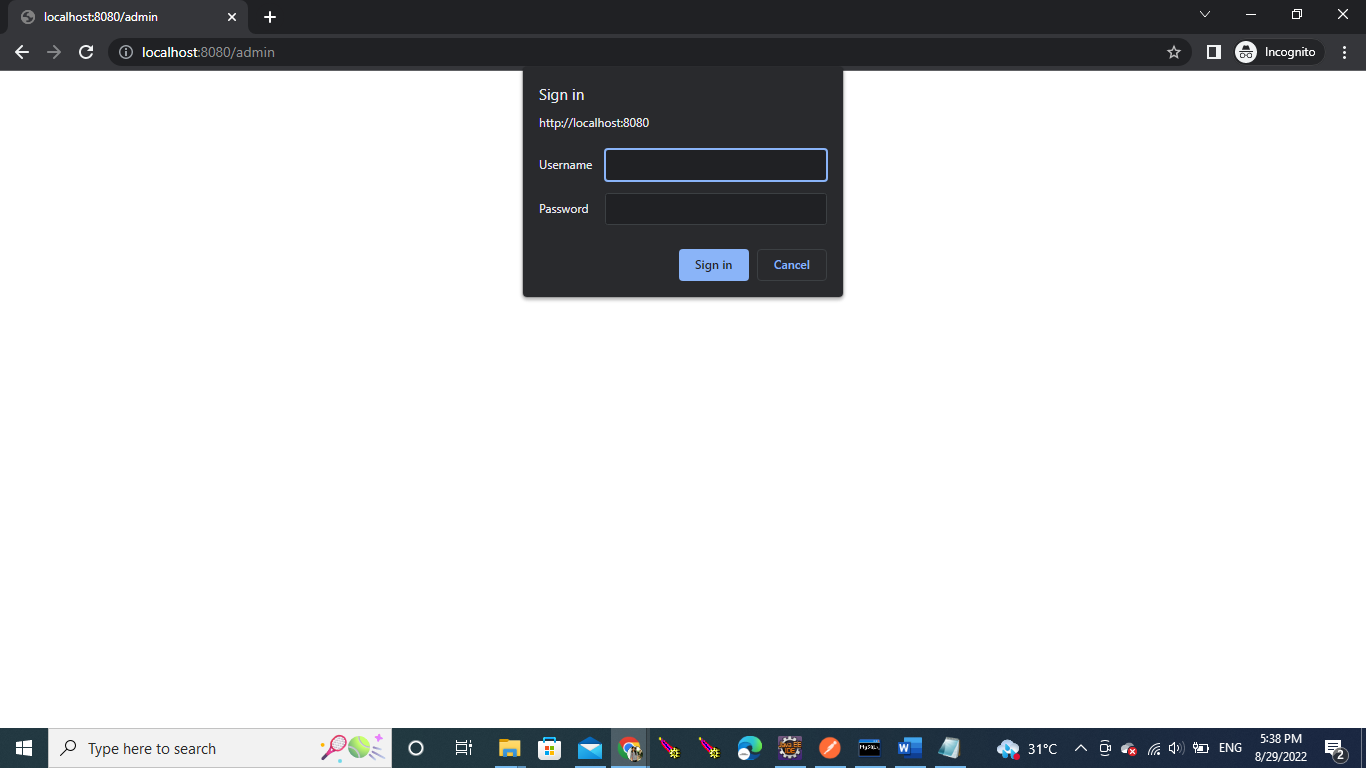 localhost:8080/admin
localhost:8080/admin
Incognito
Sign in
http://localhost:8080
Username
Password
Sign in
Cancel
Type here to search
31°C
ENG
5:38 PM
8/29/2022
2